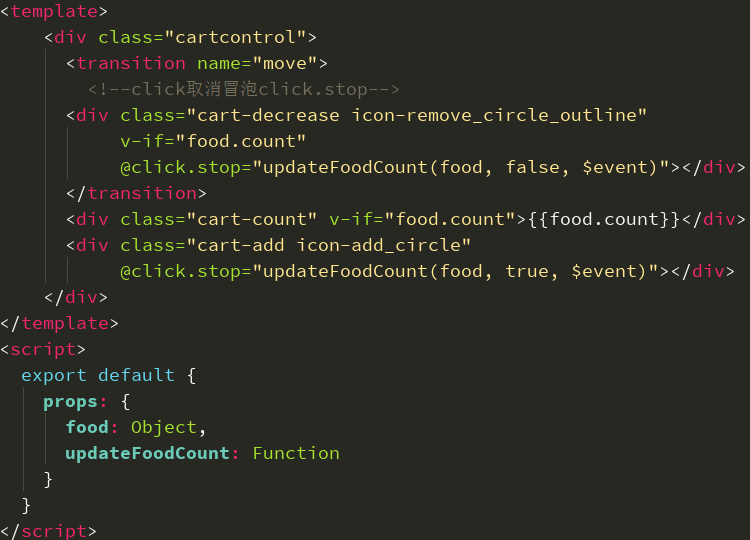 <template>
    <div class="cartcontrol">
      <transition name="move">
        <!--click取消冒泡click.stop-->
      <div class="cart-decrease icon-remove_circle_outline"
           v-if="food.count"
           @click.stop="updateFoodCount(food, false, $event)"></div>
      </transition>
      <div class="cart-count" v-if="food.count">{{food.count}}</div>
      <div class="cart-add icon-add_circle"
           @click.stop="updateFoodCount(food, true, $event)"></div>
    </div>
</template>
<script>
  export default {
    props: {
      food: Object,
      updateFoodCount: Function
    }
  }
</script>